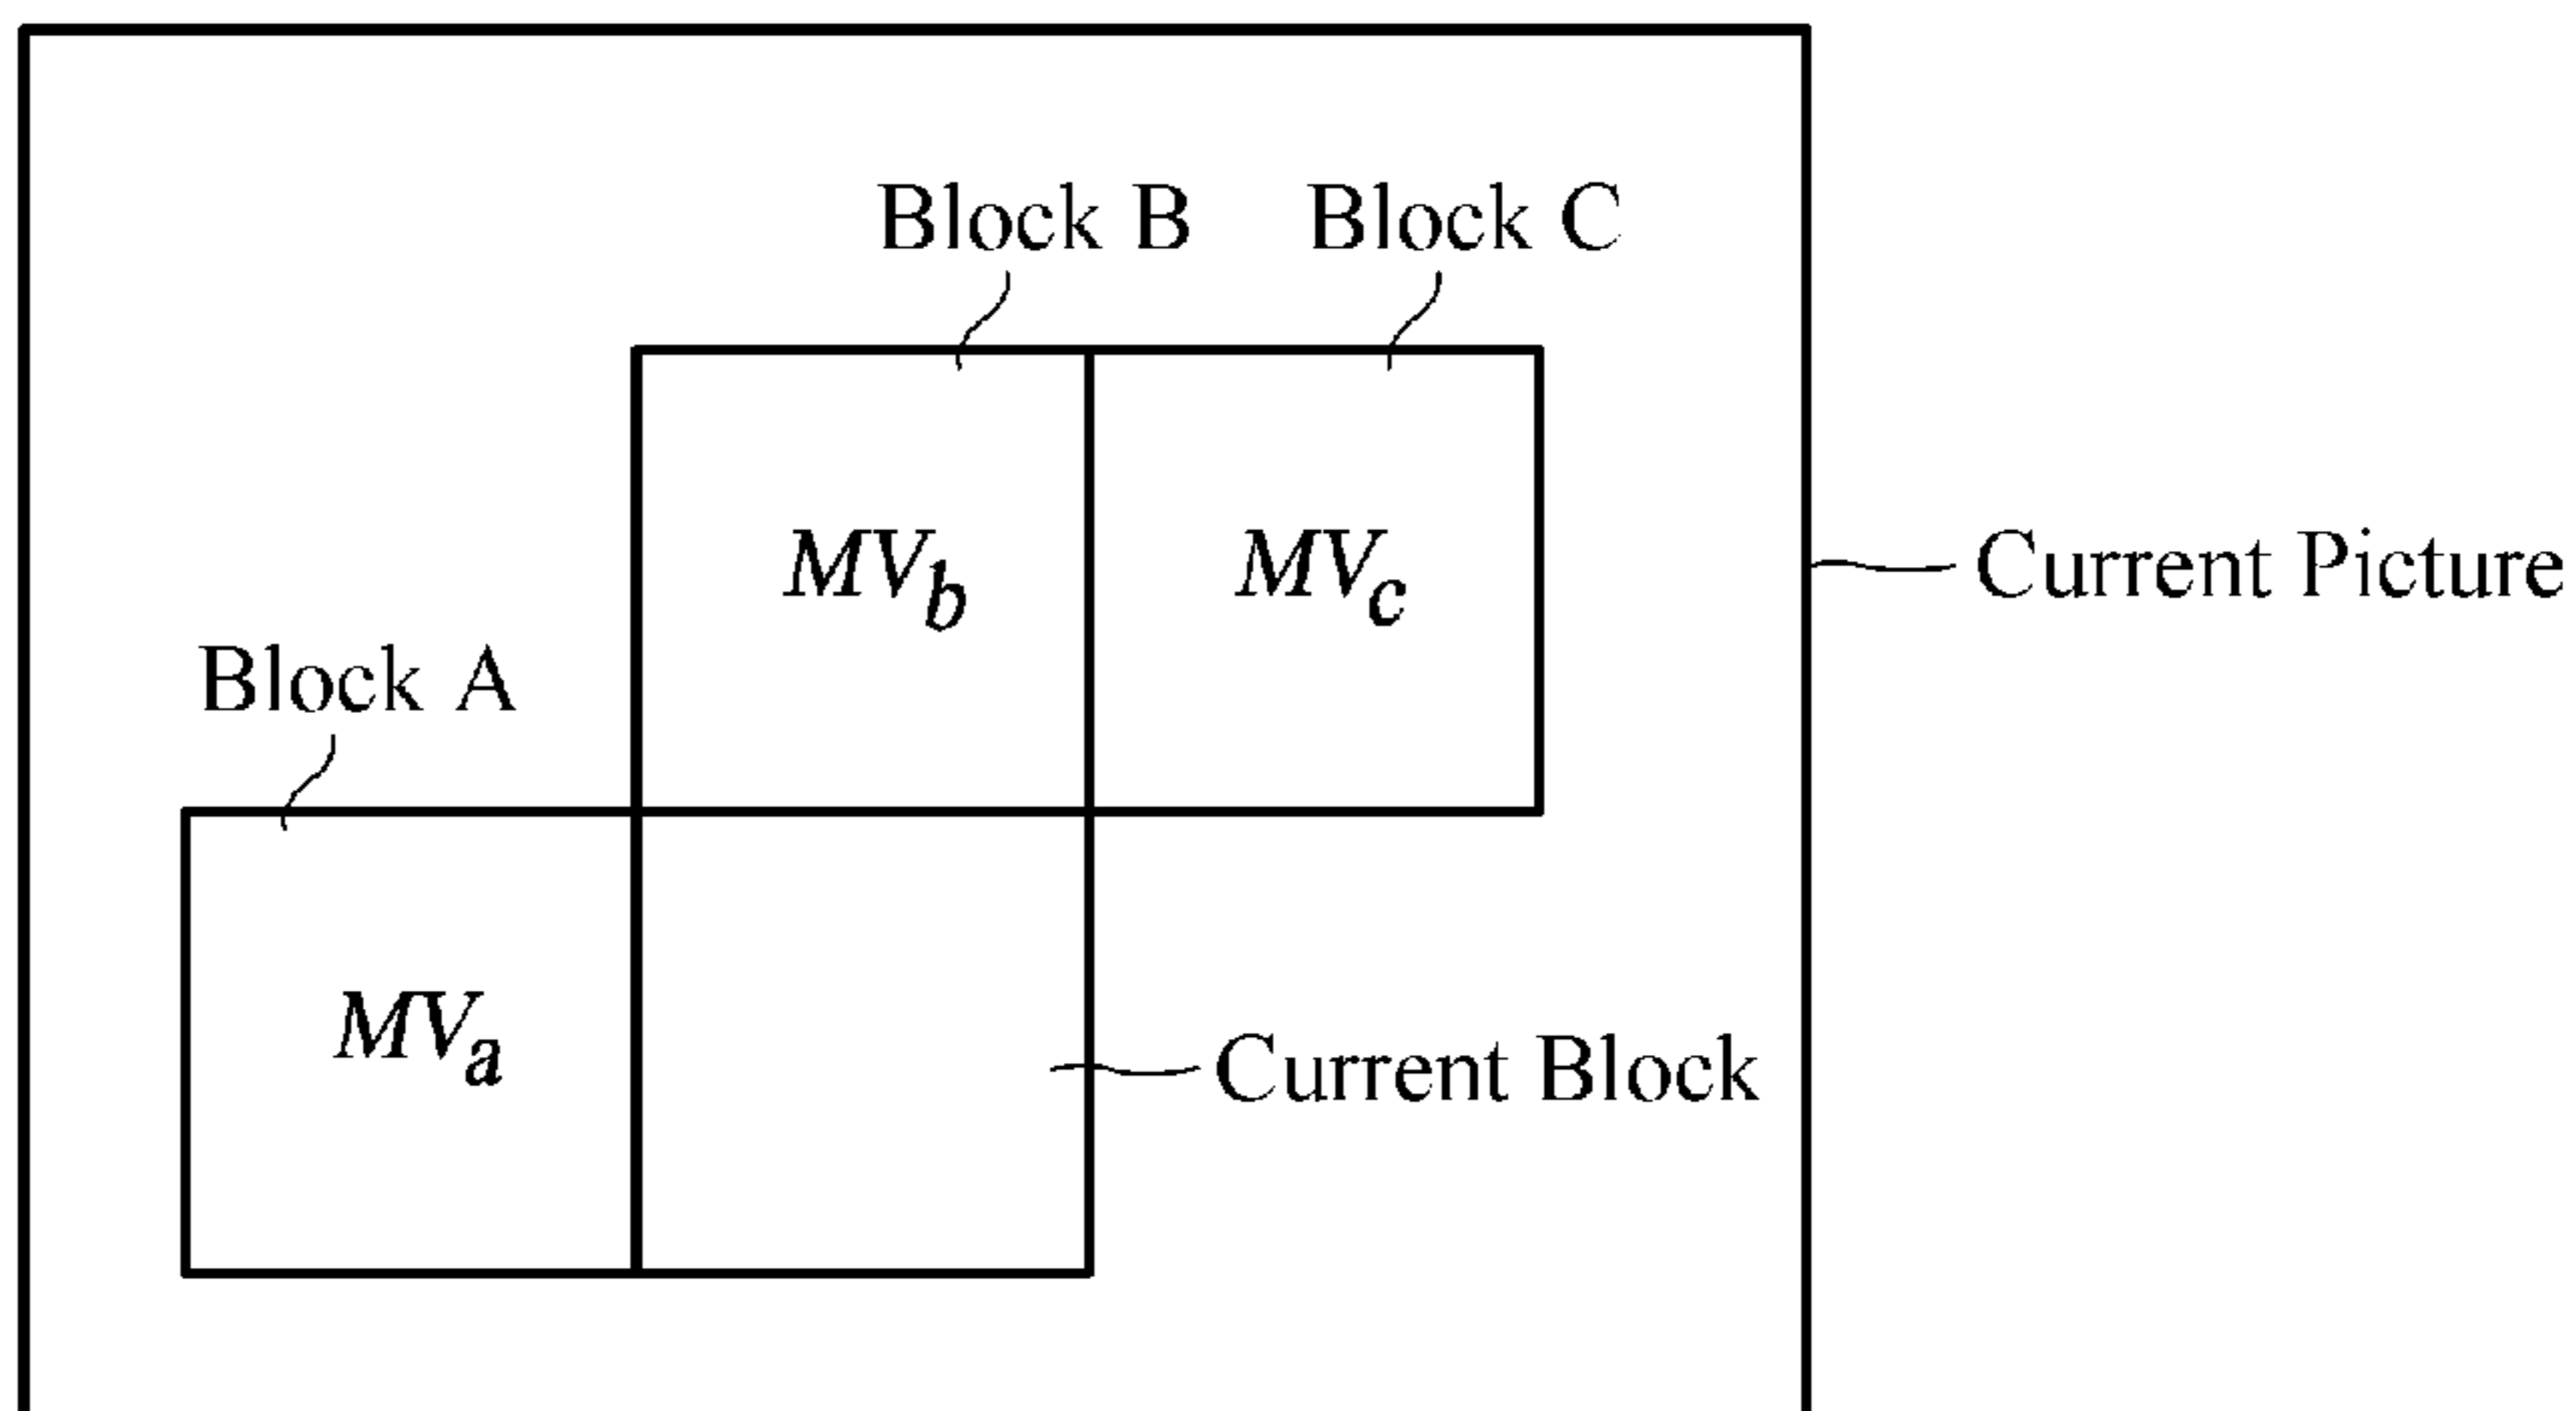 Block B
Block C
MVb
MVc
Current Picture
Block A
MVa
Current Block